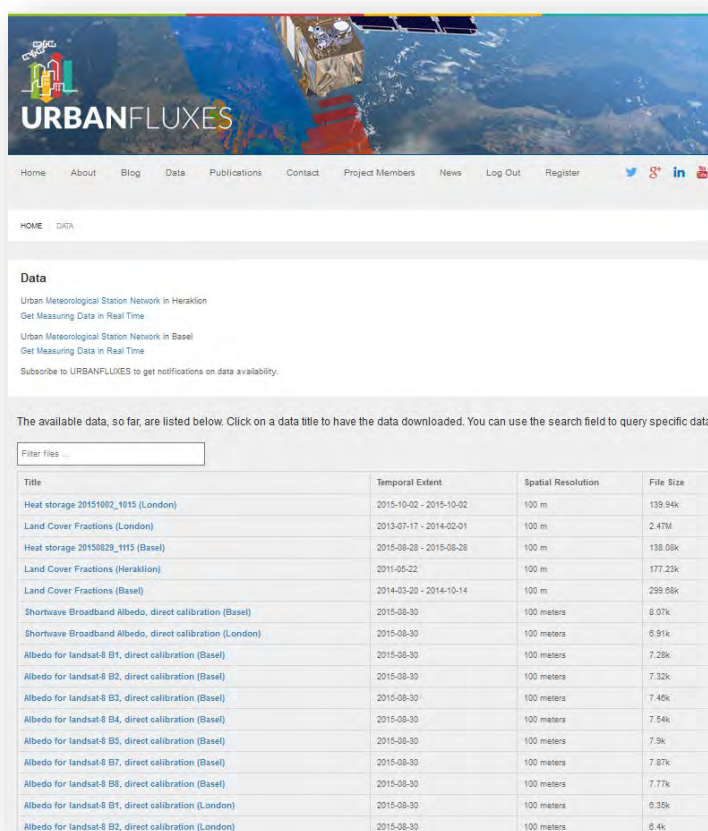 URBANFLUXES
Home About Blog Data Publications Contact Project Members News Log Out Register
HOME DATA
Data
Urban Meteorological Station Network in Heraklion
Get Measuring Data in Real Time
Urban Meteorological Station Network in Basel
Get Measuring Data in Real Time
Subscribe to URBANFLUXES to get notifications on data availability.
The available data, so far, are listed below. Click on a data title to have the data downloaded. You can use the search field to query specific data
Filter files ...
Title Temporal Extent Spatial Resolution File Size
Heat storage 20151002_1015 (London) 2015-10-02 - 2015-10-02 100 m 139.94k
Land Cover Fractions (London) 2013-07-17 - 2014-02-01 100 m 2.47M
Heat storage 20150829_1115 (Basel) 2015-08-28 - 2015-08-28 100 m 138.08k
Land Cover Fractions (Heraklion) 2011-05-22 100 m 177.23k
Land Cover Fractions (Basel) 2014-03-20 - 2014-10-14 100 m 299.68k
Shortwave Broadband Albedo, direct calibration (Basel) 2015-08-30 100 meters 8.07k
Shortwave Broadband Albedo, direct calibration (London) 2015-08-30 100 meters 6.91k
Albedo for landsat-8 B1, direct calibration (Basel) 2015-08-30 100 meters 7.28k
Albedo for landsat-8 B2, direct calibration (Basel) 2015-08-30 100 meters 7.32k
Albedo for landsat-8 B3, direct calibration (Basel) 2015-08-30 100 meters 7.46k
Albedo for landsat-8 B4, direct calibration (Basel) 2015-08-30 100 meters 7.54k
Albedo for landsat-8 B5, direct calibration (Basel) 2015-08-30 100 meters 7.9k
Albedo for landsat-8 B7, direct calibration (Basel) 2015-08-30 100 meters 7.87k
Albedo for landsat-8 B8, direct calibration (Basel) 2015-08-30 100 meters 7.77k
Albedo for landsat-8 B1, direct calibration (London) 2015-08-30 100 meters 6.35k
Albedo for landsat-8 B2, direct calibration (London) 2015-08-30 100 meters 6.4k